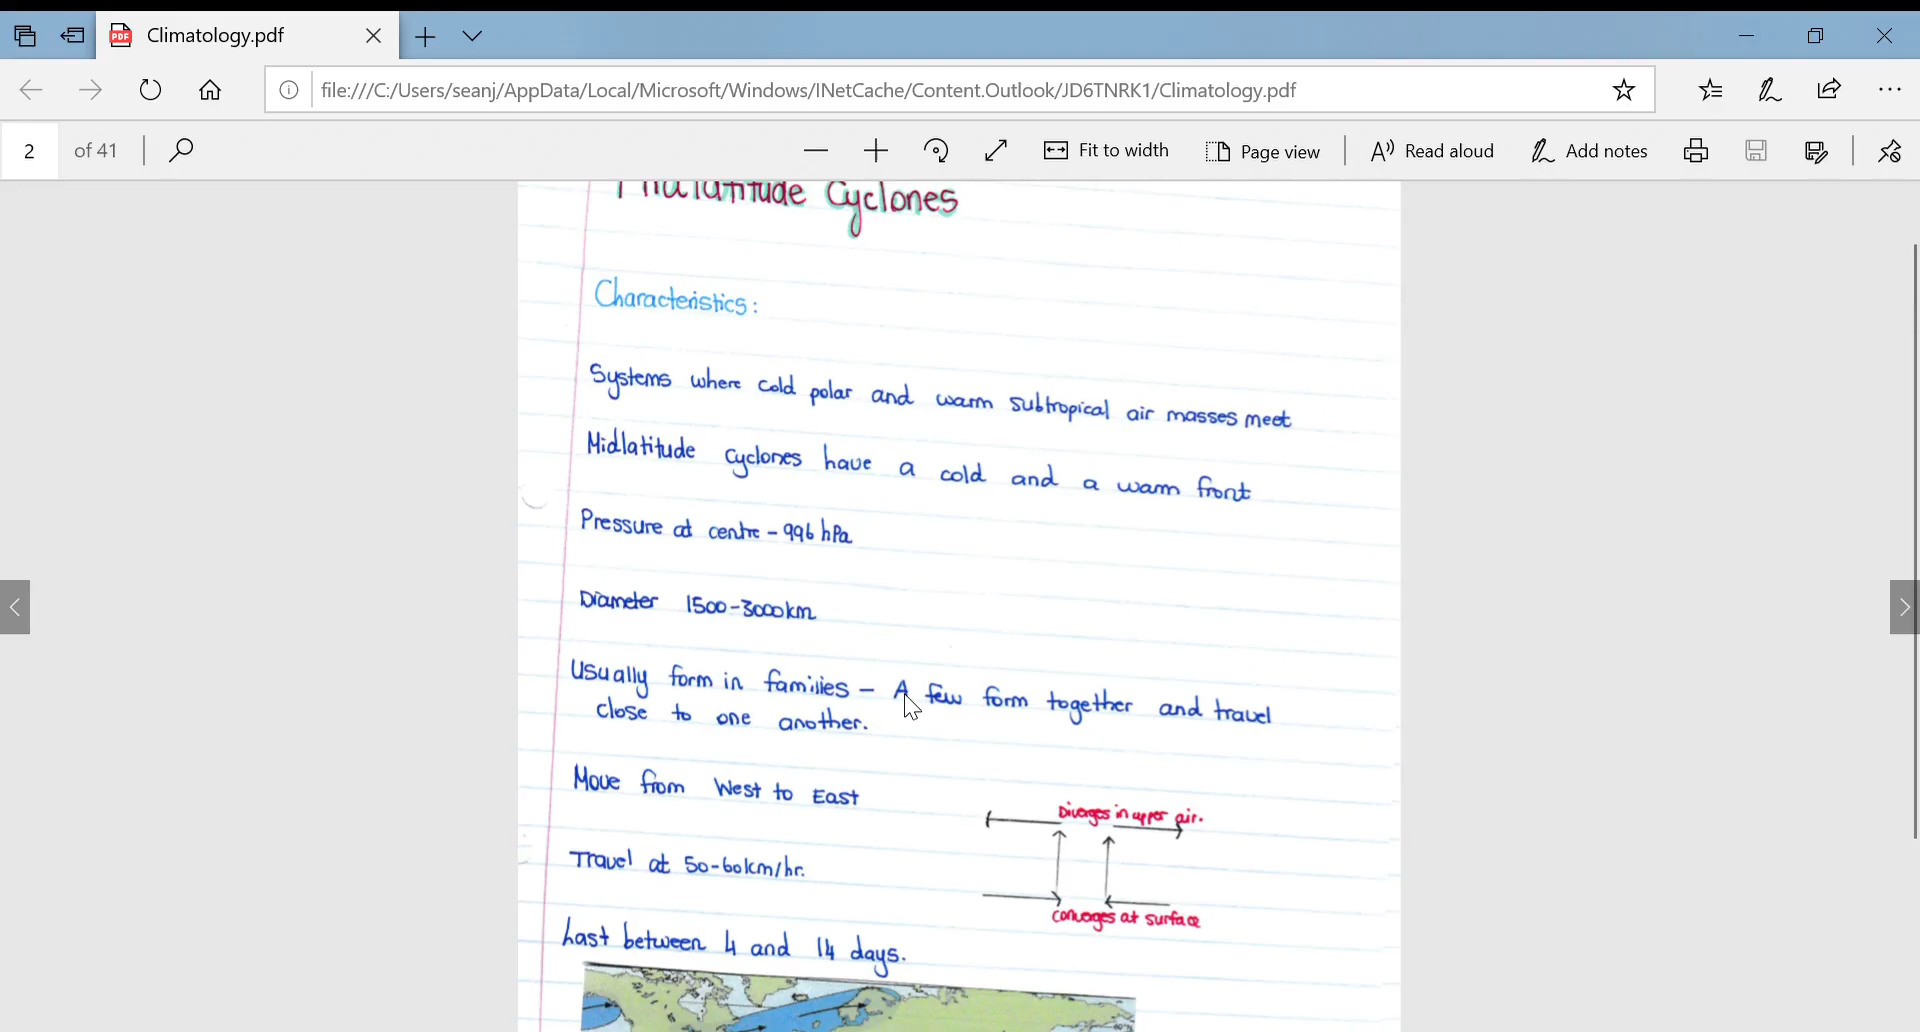 Climatology.pdf
file:///C:/Users/seanj/AppData/Local/Microsoft/Windows/INetCache/Content.Outlook/JD6TNRK1/Climatology.pdf
2 of 41
Fit to width
Page view
Read aloud
Add notes
Midlatitude Cyclones
Characteristics:
Systems where cold polar and warm subtropical air masses meet
Midlatitude cyclones have a cold and a warm front
Pressure at centre - 996 hPa
Diameter 1500-3000km
Usually form in families - A few form together and travel
close to one another.
Move from West to East
Diverges in upper air.
Travel at 50-60km/hr.
converges at surface
Last between 4 and 14 days.